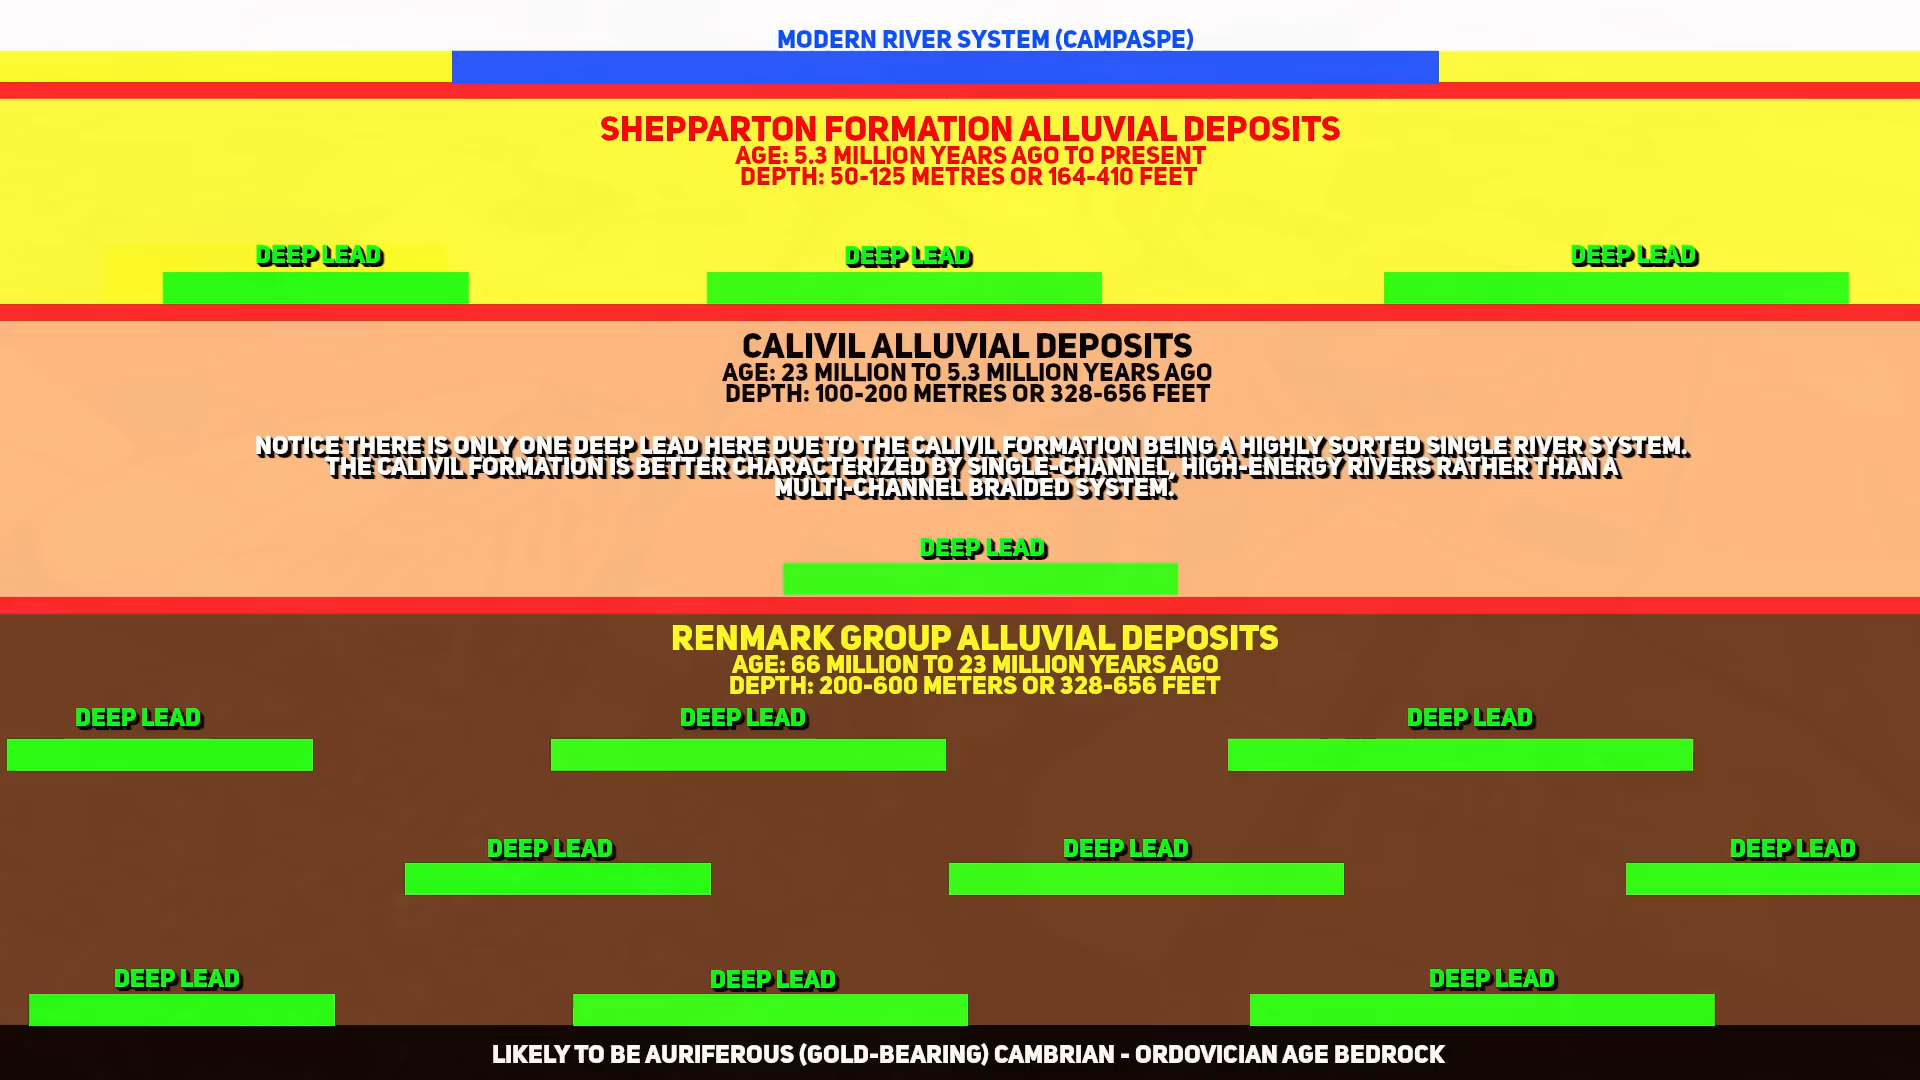 MODERN RIVER SYSTEM (CAMPASPE)
SHEPPARTON FORMATION ALLUVIAL DEPOSITS
AGE: 5.3 MILLION YEARS AGO TO PRESENT
DEPTH: 50-125 METRES OR 164-410 FEET
DEEP LEAD
DEEP LEAD
DEEP LEAD
CALIVIL ALLUVIAL DEPOSITS
AGE: 23 MILLION TO 5.3 MILLION YEARS AGO
DEPTH: 100-200 METRES OR 328-656 FEET
NOTICE THERE IS ONLY ONE DEEP LEAD HERE DUE TO THE CALIVIL FORMATION BEING A HIGHLY SORTED SINGLE RIVER SYSTEM.
THE CALIVIL FORMATION IS BETTER CHARACTERIZED BY SINGLE-CHANNEL, HIGH-ENERGY RIVERS RATHER THAN A
MULTI-CHANNEL BRAIDED SYSTEM.
DEEP LEAD
RENMARK GROUP ALLUVIAL DEPOSITS
AGE: 66 MILLION TO 23 MILLION YEARS AGO
DEPTH: 200-600 METERS OR 328-656 FEET
DEEP LEAD
DEEP LEAD
DEEP LEAD
DEEP LEAD
DEEP LEAD
DEEP LEAD
DEEP LEAD
DEEP LEAD
DEEP LEAD
LIKELY TO BE AURIFEROUS (GOLD-BEARING) CAMBRIAN - ORDOVICIAN AGE BEDROCK